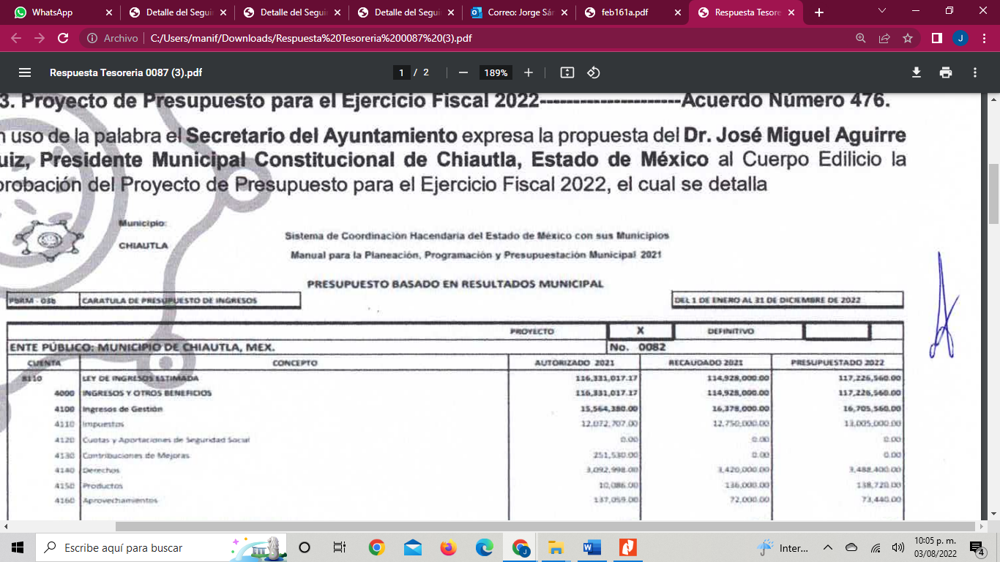 WhatsApp
Detalle del Segui
Detalle del Segui
Detalle del Segui
Correo: Jorge Sá
feb161a.pdf
Respuesta Tesore
Archivo C:/Users/manif/Downloads/Respuesta%20Tesoreria%200087%20(3).pdf
J
Respuesta Tesoreria 0087 (3).pdf
1 / 2
189%
3. Proyecto de Presupuesto para el Ejercicio Fiscal 2022---------------------Acuerdo Número 476.
n uso de la palabra el Secretario del Ayuntamiento expresa la propuesta del Dr. José Miguel Aguirre
uiz, Presidente Municipal Constitucional de Chiautla, Estado de México al Cuerpo Edilicio la
probación del Proyecto de Presupuesto para el Ejercicio Fiscal 2022, el cual se detalla
Municipio:
CHIAUTLA
Sistema de Coordinación Hacendaria del Estado de México con sus Municipios
Manual para la Planeación, Programación y Presupuestación Municipal 2021
PRESUPUESTO BASADO EN RESULTADOS MUNICIPAL
PbRM - 03b CARATULA DE PRESUPUESTO DE INGRESOS DEL 1 DE ENERO AL 31 DE DICIEMBRE DE 2022
PROYECTO X DEFINITIVO
ENTE PÚBLICO: MUNICIPIO DE CHIAUTLA, MEX. No. 0082
CUENTA CONCEPTO AUTORIZADO 2021 RECAUDADO 2021 PRESUPUESTADO 2022
8110 LEY DE INGRESOS ESTIMADA 116,331,017.17 114,928,000.00 117,226,560.00
4000 INGRESOS Y OTROS BENEFICIOS 116,331,017.17 114,928,000.00 117,226,560.00
4100 Ingresos de Gestión 15,564,380.00 16,378,000.00 16,705,560.00
4110 Impuestos 12,072,707.00 12,750,000.00 13,005,000.00
4120 Cuotas y Aportaciones de Seguridad Social 0.00 0.00 0.00
4130 Contribuciones de Mejoras 251,530.00 0.00 0.00
4140 Derechos 3,092,998.00 3,420,000.00 3,488,400.00
4150 Productos 10,086.00 136,000.00 138,720.00
4160 Aprovechamientos 137,059.00 72,000.00 73,440.00
Escribe aquí para buscar
Inter...
10:05 p. m.
03/08/2022
4